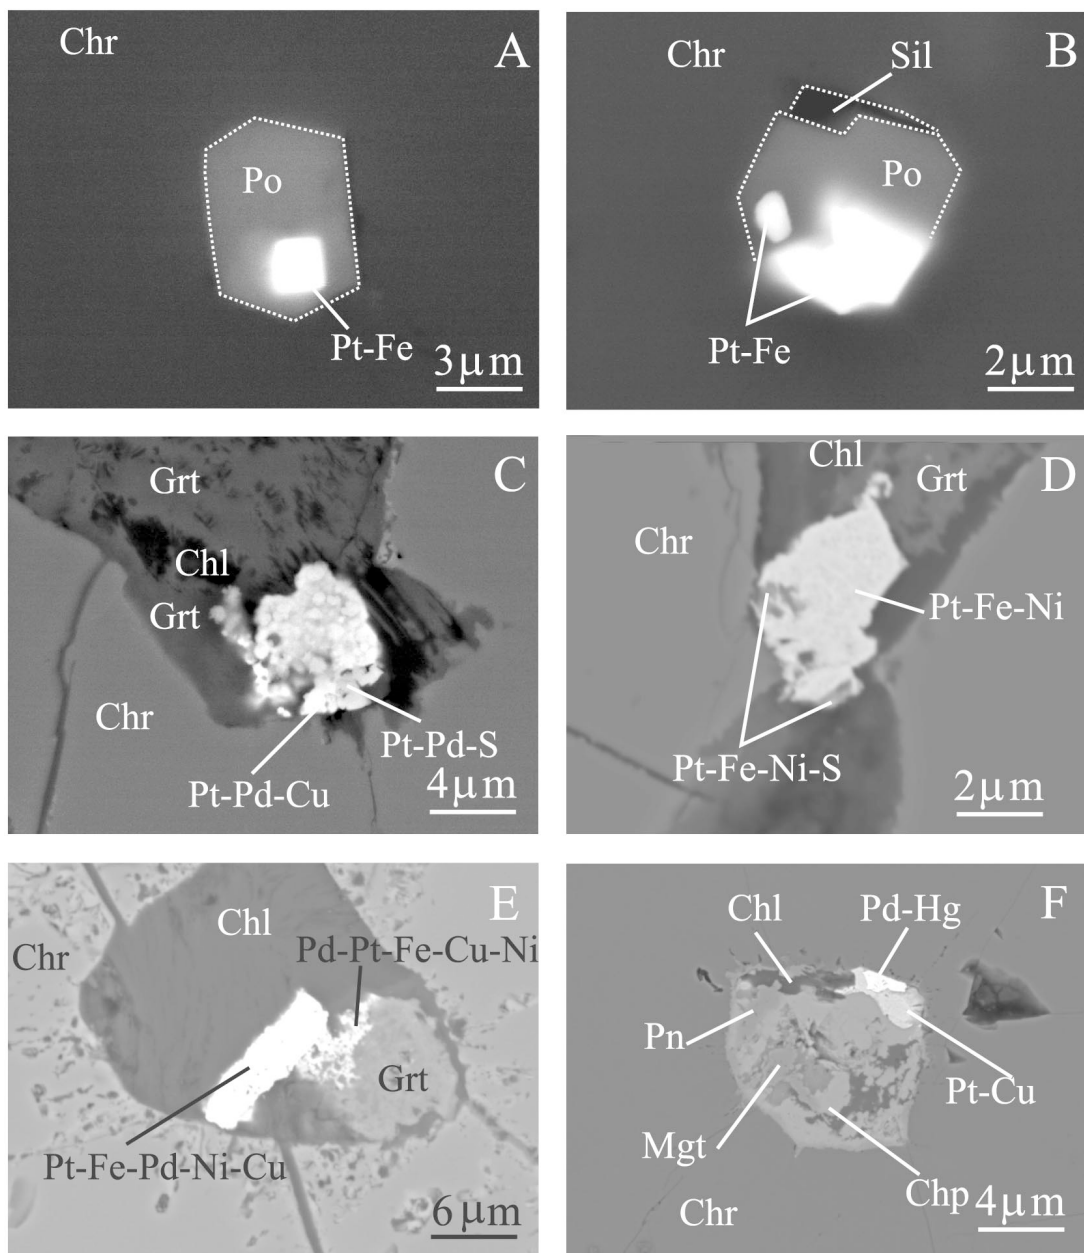 Chr
A
Po
Pt-Fe
3μm
Chr
Sil
B
Po
Pt-Fe
2μm
Grt
C
Chl
Grt
Chr
Pt-Pd-S
Pt-Pd-Cu
4μm
Chl
Grt
D
Chr
Pt-Fe-Ni
Pt-Fe-Ni-S
2μm
Chl
E
Chr
Pd-Pt-Fe-Cu-Ni
Grt
Pt-Fe-Pd-Ni-Cu
6μm
Chl
Pd-Hg
F
Pn
Pt-Cu
Mgt
Chp
Chr
4μm